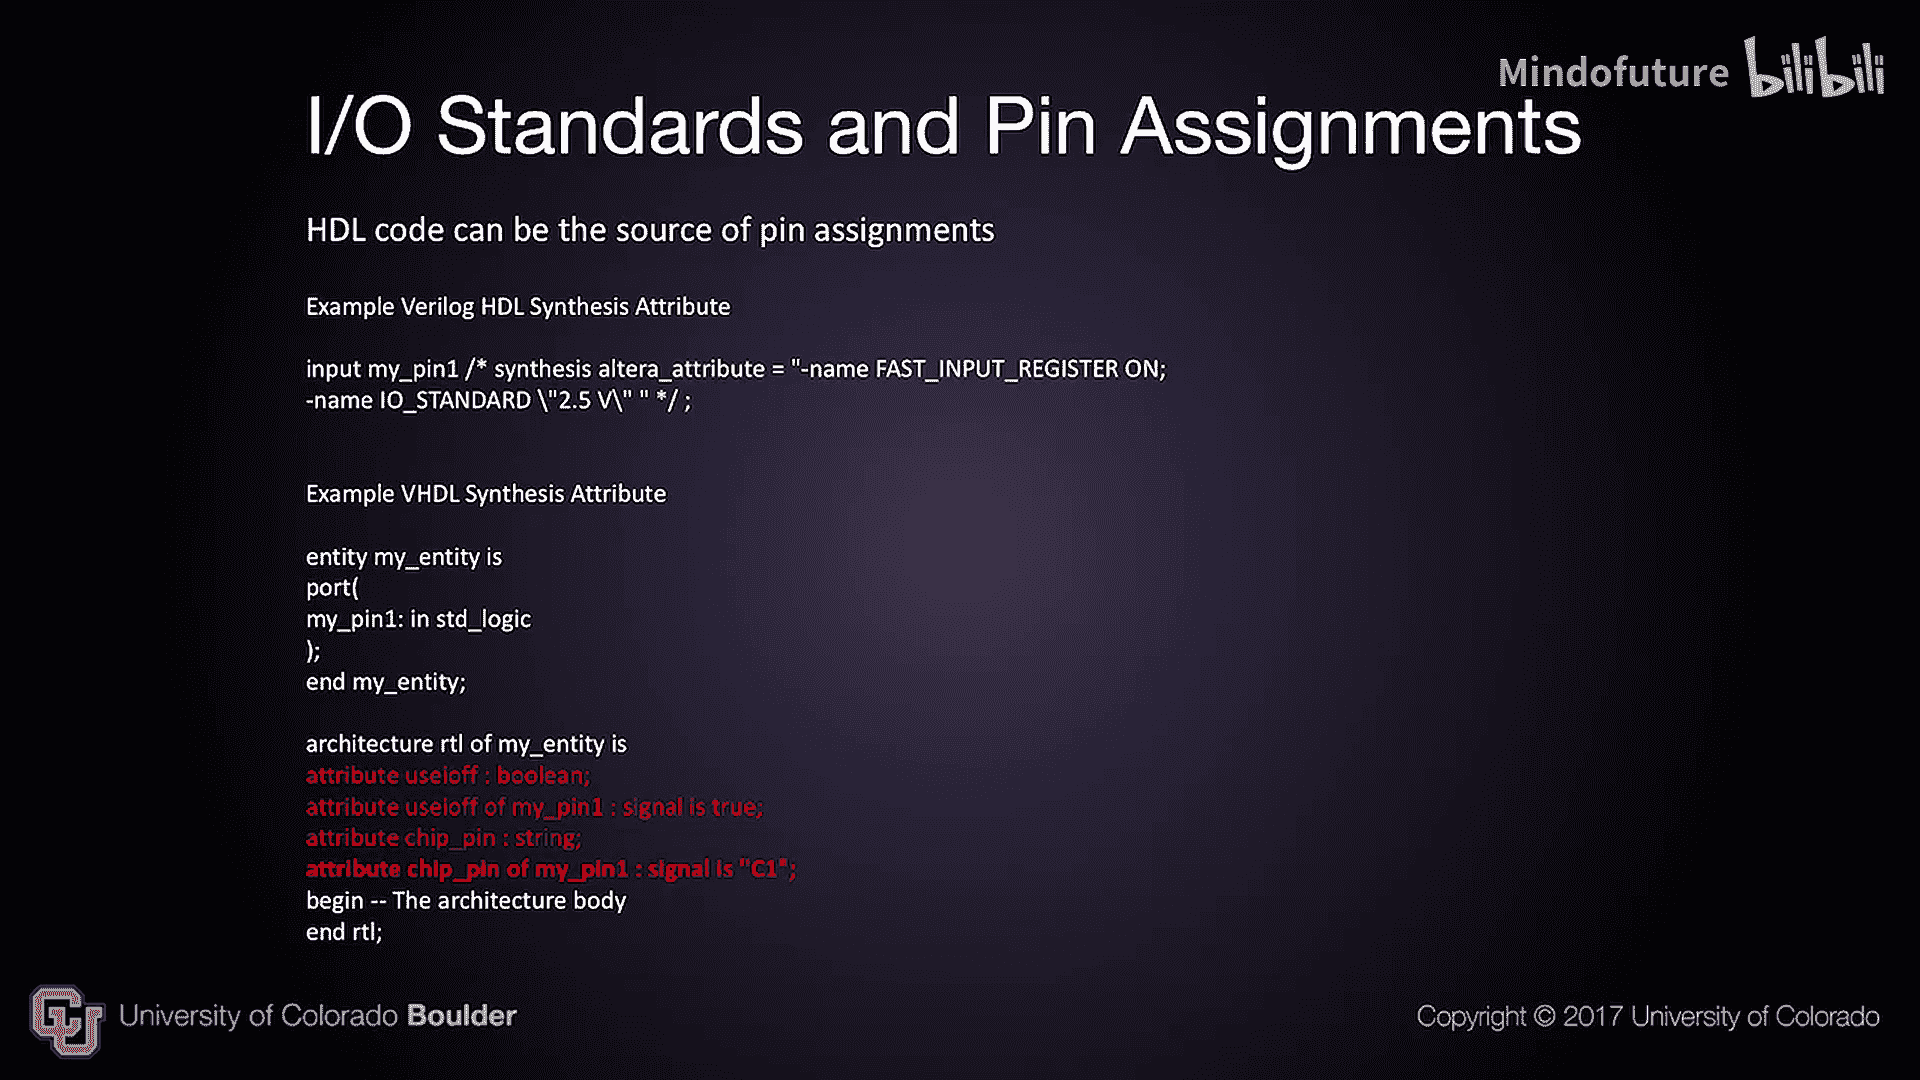 Mindofuture bilibili
I/O Standards and Pin Assignments
HDL code can be the source of pin assignments
Example Verilog HDL Synthesis Attribute
input my_pin1 /* synthesis altera_attribute = "-name FAST_INPUT_REGISTER ON;
-name IO_STANDARD \"2.5 V\" " */ ;
Example VHDL Synthesis Attribute
entity my_entity is
port(
my_pin1: in std_logic
);
end my_entity;
architecture rtl of my_entity is
attribute useioff : boolean;
attribute useioff of my_pin1 : signal is true;
attribute chip_pin : string;
attribute chip_pin of my_pin1 : signal is "C1";
begin -- The architecture body
end rtl;
CU University of Colorado Boulder
Copyright © 2017 University of Colorado